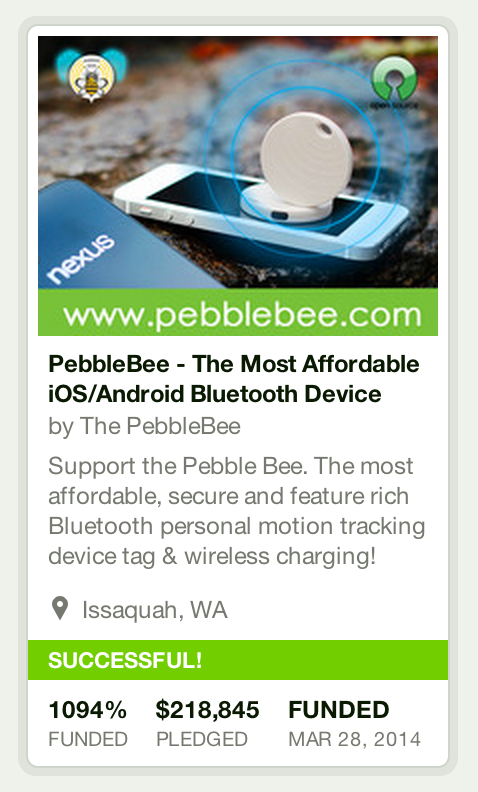 open source
nexus
www.pebblebee.com
PebbleBee - The Most Affordable
iOS/Android Bluetooth Device
by The PebbleBee
Support the Pebble Bee. The most
affordable, secure and feature rich
Bluetooth personal motion tracking
device tag & wireless charging!
Issaquah, WA
SUCCESSFUL!
1094% $218,845 FUNDED
FUNDED PLEDGED MAR 28, 2014